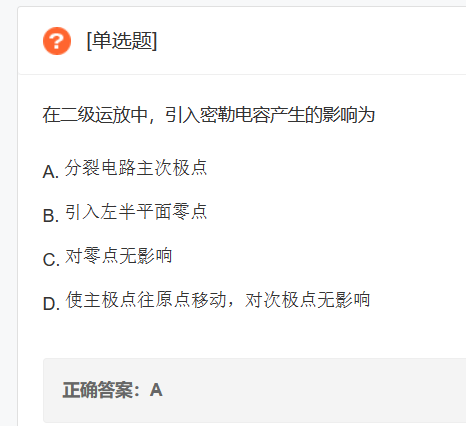 [单选题]
在二级运放中，引入密勒电容产生的影响为
A. 分裂电路主次极点
B. 引入左半平面零点
C. 对零点无影响
D. 使主极点往原点移动，对次极点无影响
正确答案：A